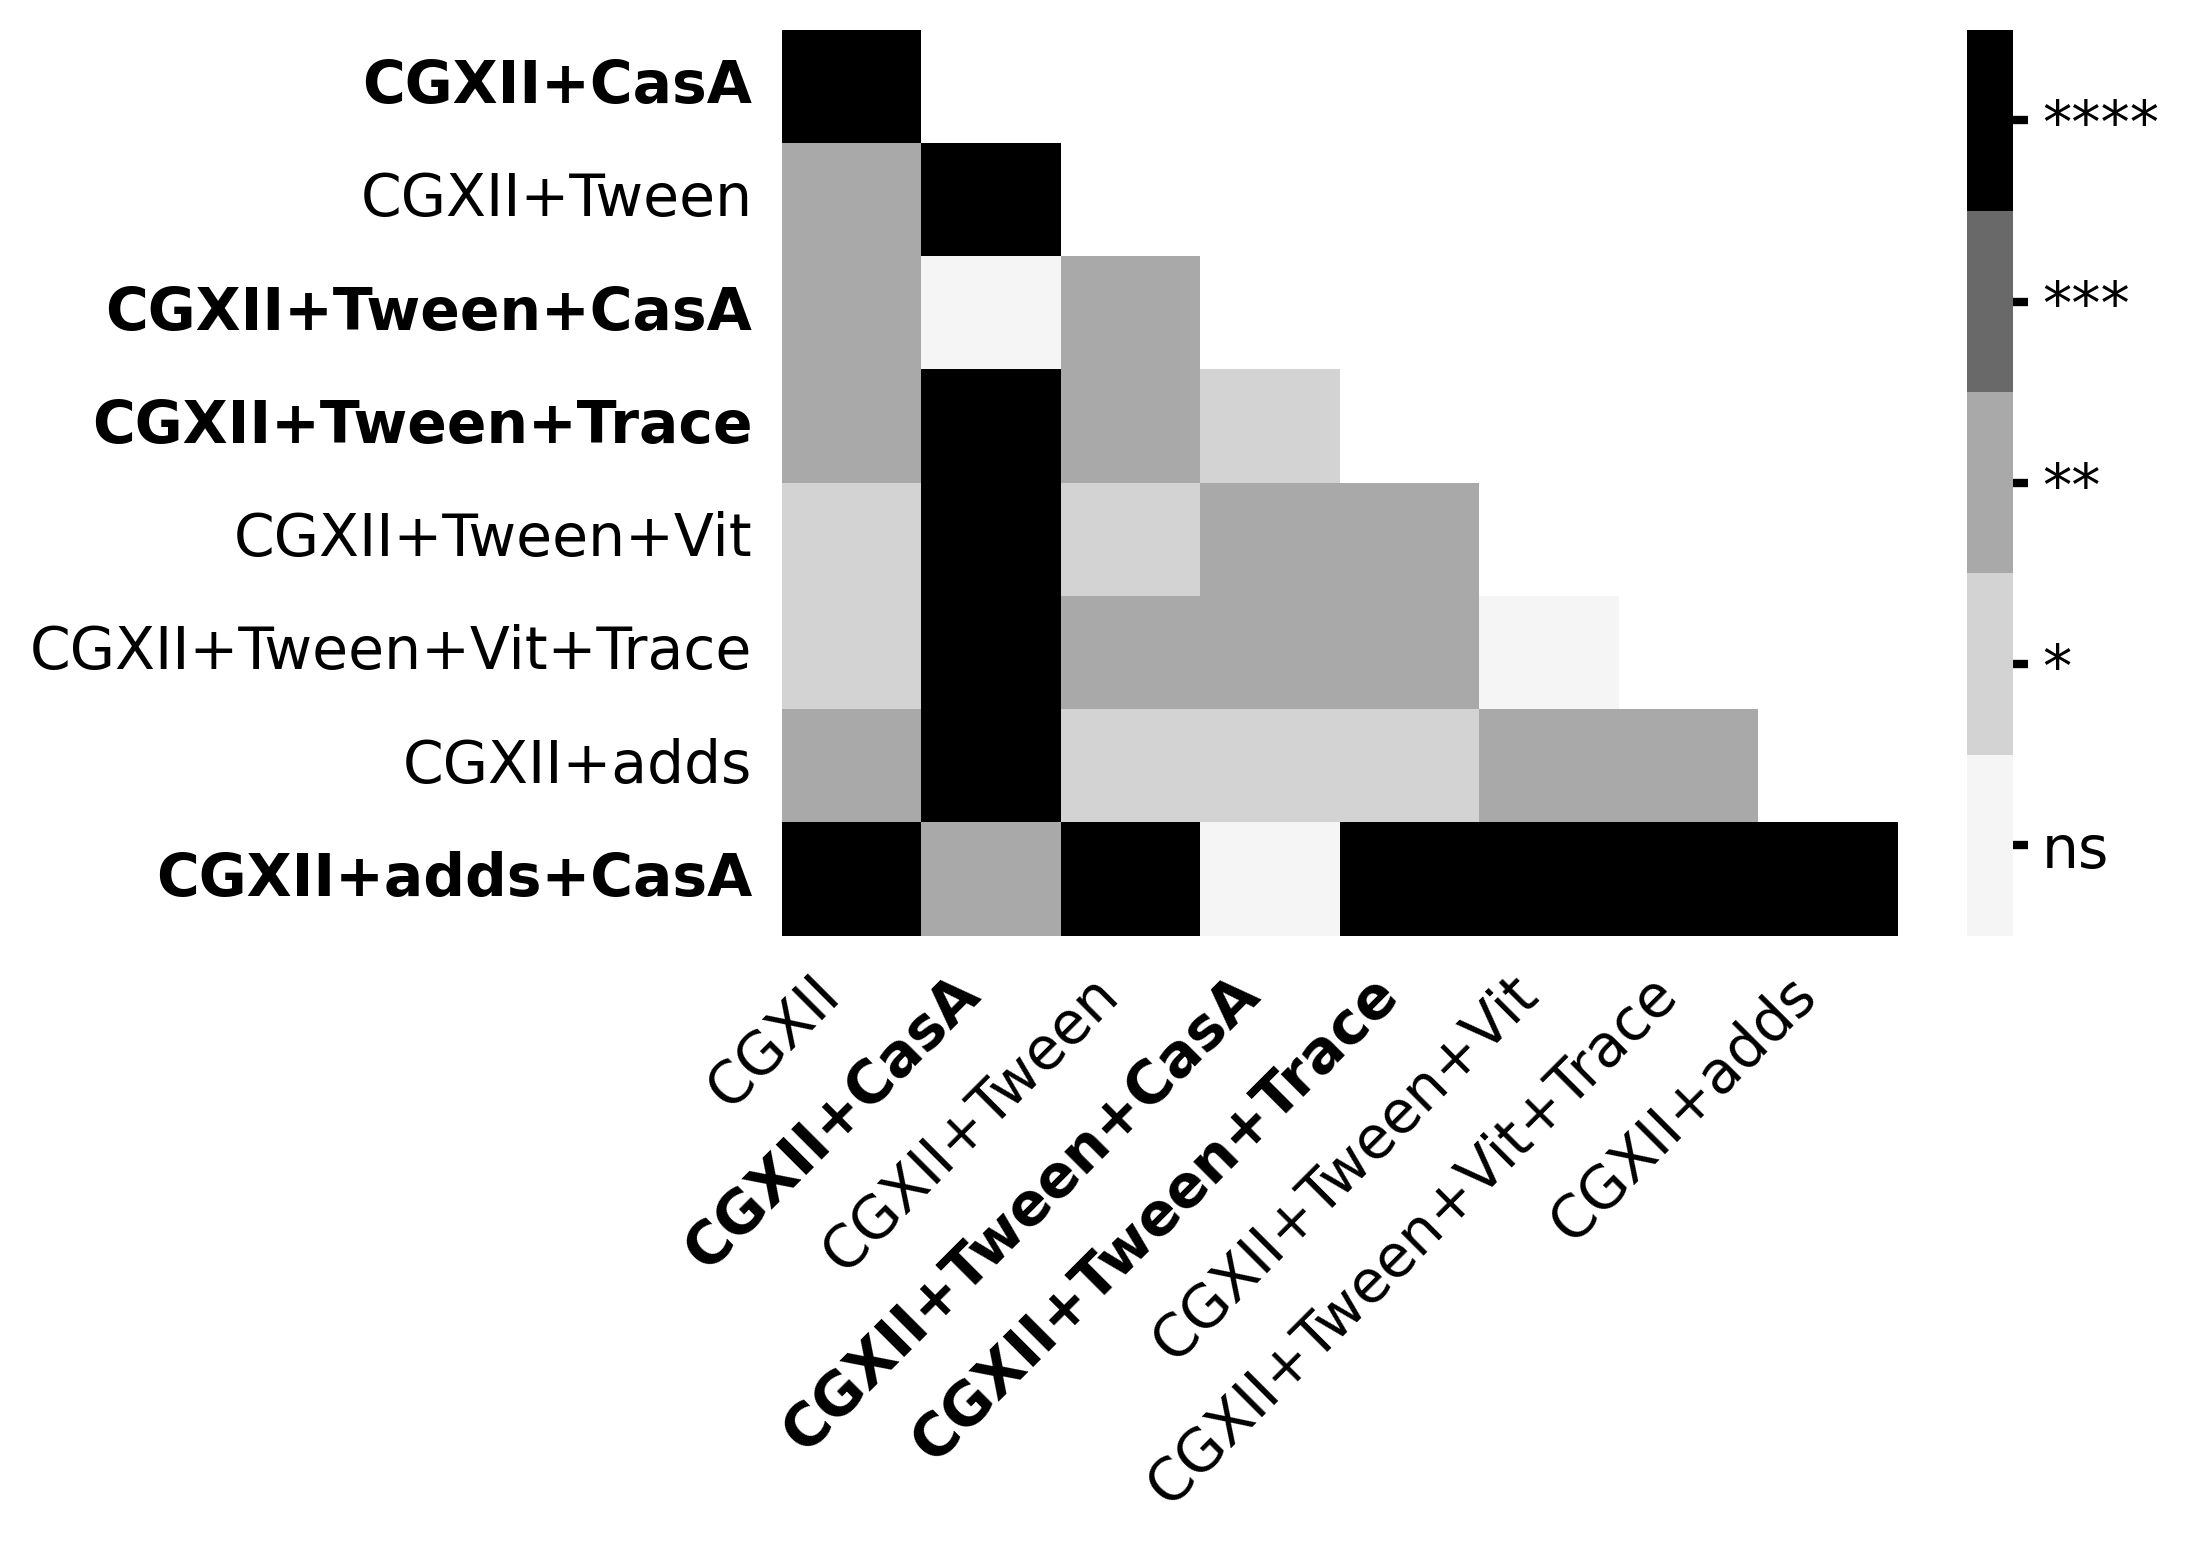 CGXII+CasA
CGXII+Tween
CGXII+Tween+CasA
CGXII+Tween+Trace
CGXII+Tween+Vit
CGXII+Tween+Vit+Trace
CGXII+adds
CGXII+adds+CasA
CGXII
CGXII+CasA
CGXII+Tween
CGXII+Tween+CasA
CGXII+Tween+Trace
CGXII+Tween+Vit
CGXII+Tween+Vit+Trace
CGXII+adds
****
***
**
*
ns